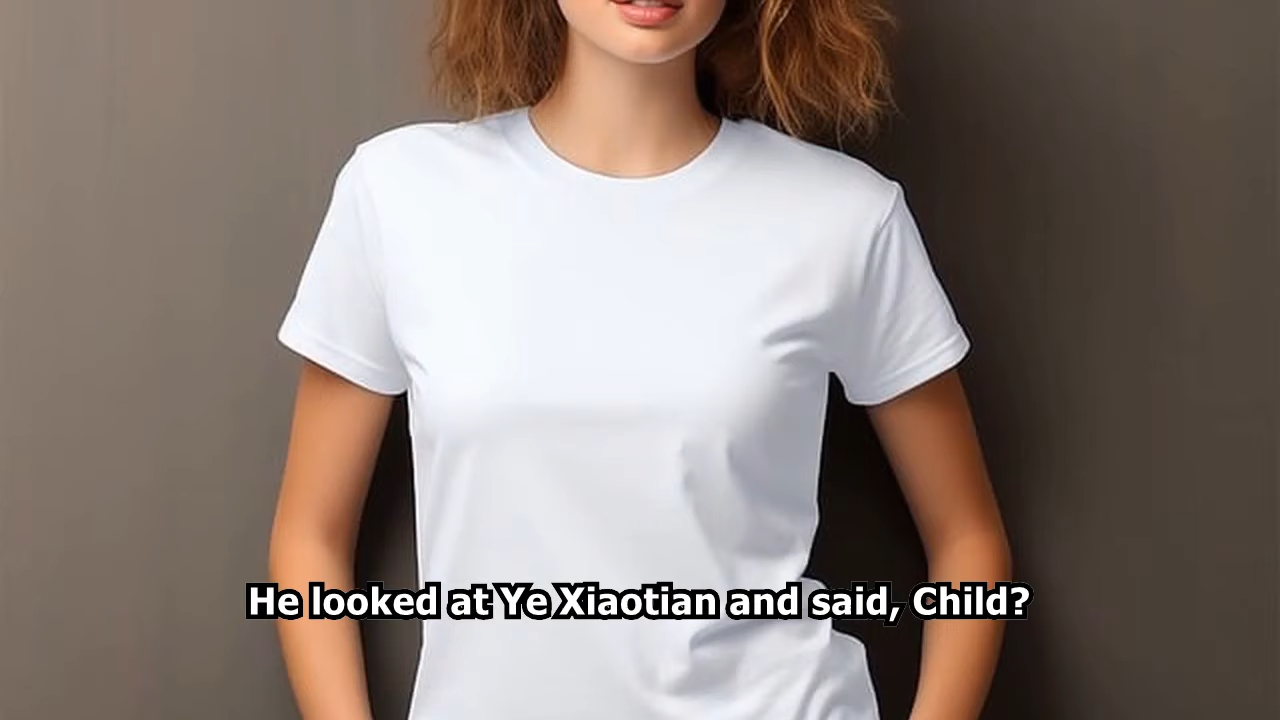 He looked at Ye Xiaotian and said, Child?